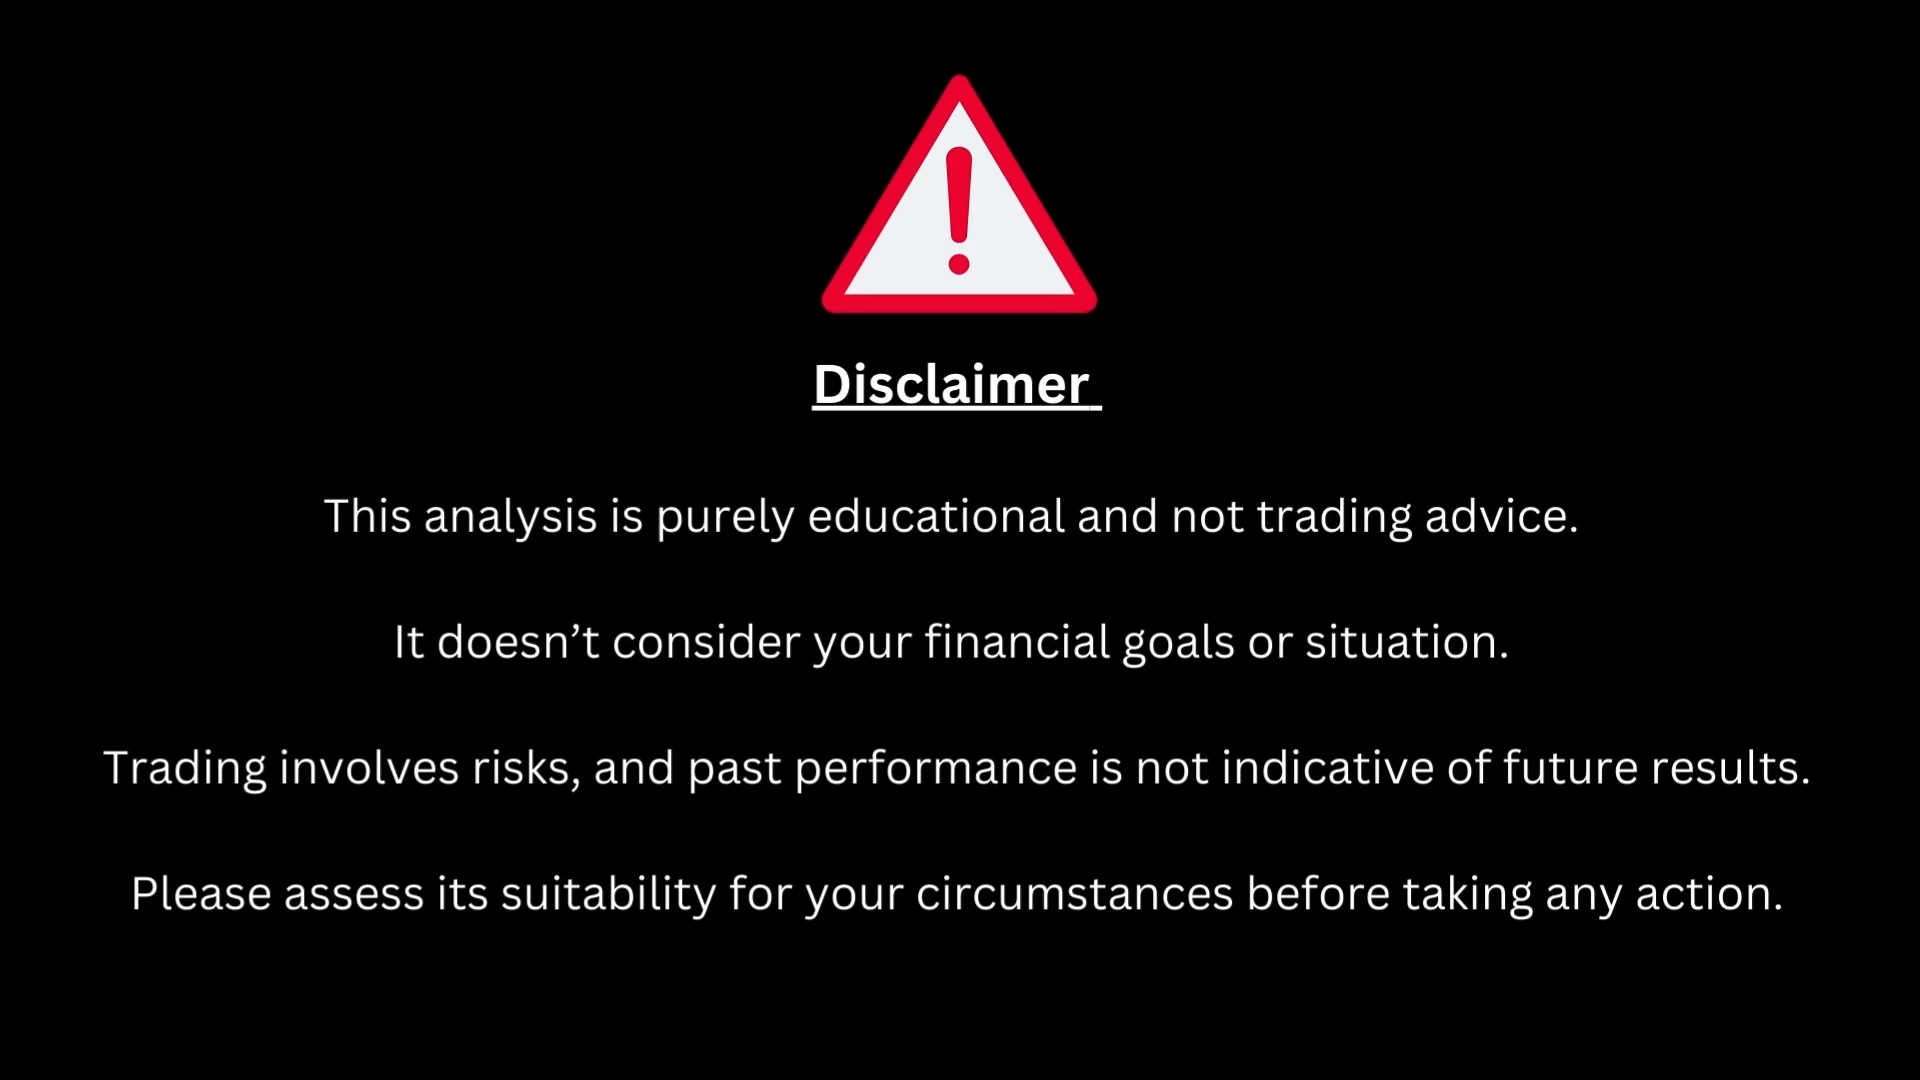 Disclaimer
This analysis is purely educational and not trading advice.
It doesn’t consider your financial goals or situation.
Trading involves risks, and past performance is not indicative of future results.
Please assess its suitability for your circumstances before taking any action.